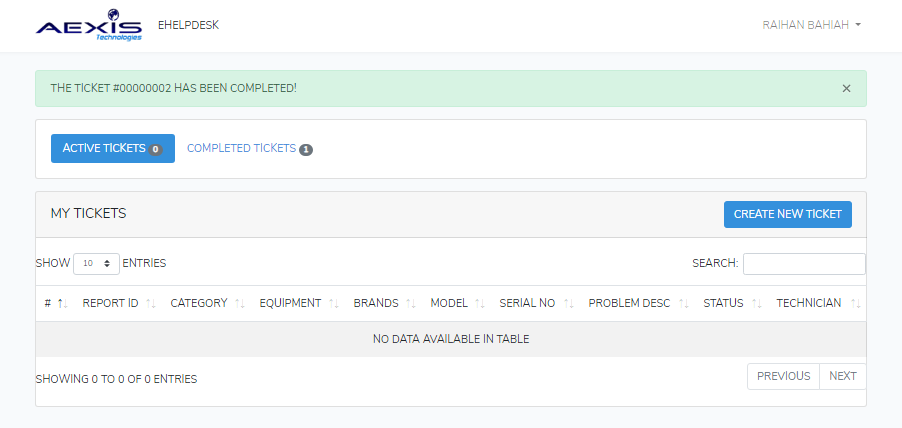 AEXIS
Technologies
EHELPDESK
RAIHAN BAHIAH
THE TICKET #00000002 HAS BEEN COMPLETED!
×
ACTIVE TICKETS 0
COMPLETED TICKETS 1
MY TICKETS
CREATE NEW TICKET
SHOW 10 ENTRIES
SEARCH:
# REPORT ID CATEGORY EQUIPMENT BRANDS MODEL SERIAL NO PROBLEM DESC STATUS TECHNICIAN
NO DATA AVAILABLE IN TABLE
SHOWING 0 TO 0 OF 0 ENTRIES
PREVIOUS NEXT